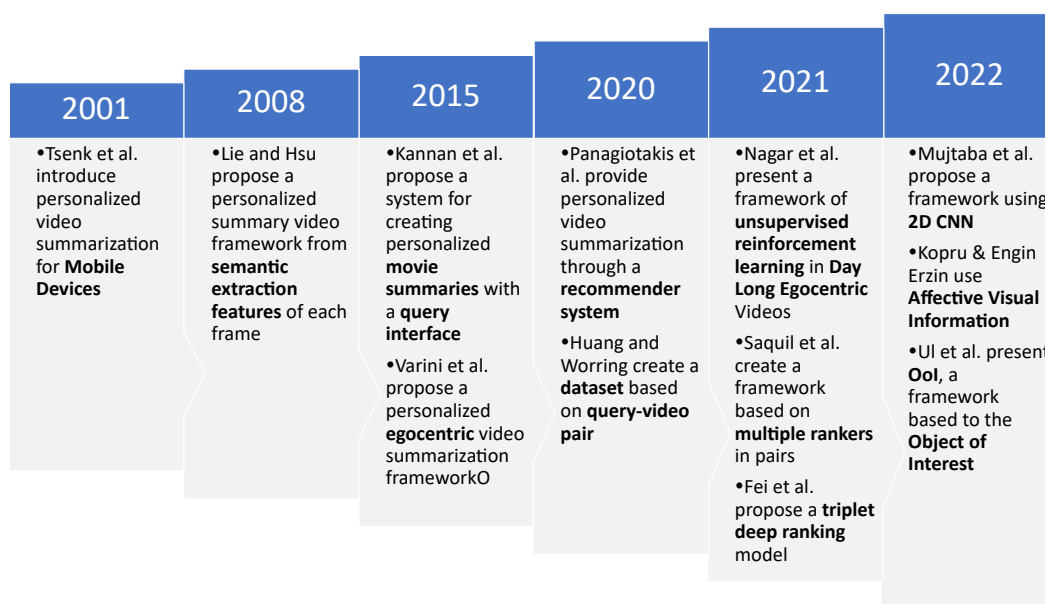 2001
•Tsenk et al.
introduce
personalized
video
summarization
for Mobile
Devices
2008
•Lie and Hsu
propose a
personalized
summary video
framework from
semantic
extraction
features of each
frame
2015
•Kannan et al.
propose a
system for
creating
personalized
movie
summaries with
a query
interface
•Varini et al.
propose a
personalized
egocentric video
summarization
frameworkO
2020
•Panagiotakis et
al. provide
personalized
video
summarization
through a
recommender
system
•Huang and
Worring create a
dataset based
on query-video
pair
2021
•Nagar et al.
present a
framework of
unsupervised
reinforcement
learning in Day
Long Egocentric
Videos
•Saquil et al.
create a
framework
based on
multiple rankers
in pairs
•Fei et al.
propose a triplet
deep ranking
model
2022
•Mujtaba et al.
propose a
framework using
2D CNN
•Kopru & Engin
Erzin use
Affective Visual
Information
•Ul et al. present
OoI, a
framework
based to the
Object of
Interest